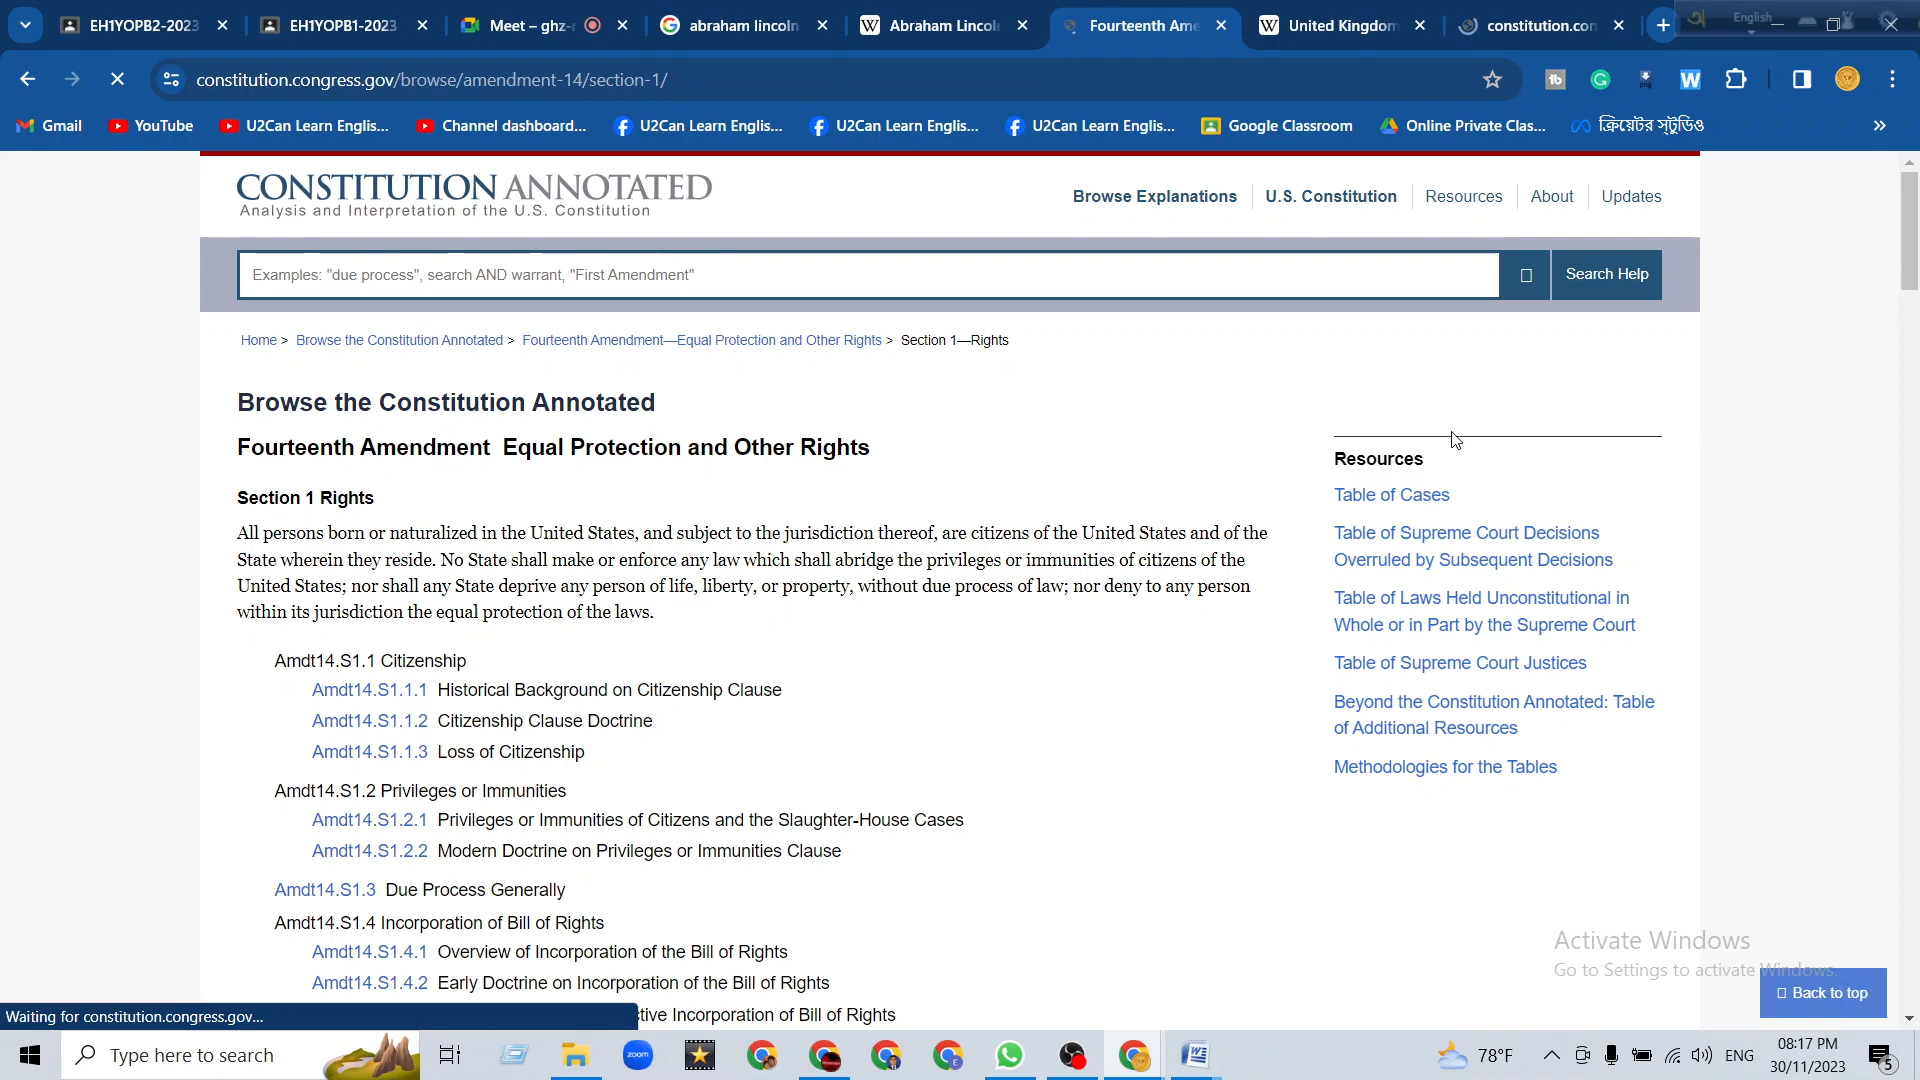 EH1YOPB2-2023
EH1YOPB1-2023
Meet – ghz-
abraham lincoln
Abraham Lincoln
Fourteenth Ame
United Kingdom
constitution.con
English
constitution.congress.gov/browse/amendment-14/section-1/
Gmail
YouTube
U2Can Learn Englis...
Channel dashboard...
U2Can Learn Englis...
U2Can Learn Englis...
U2Can Learn Englis...
Google Classroom
Online Private Clas...
ক্রিয়েটর স্টুডিও
CONSTITUTION ANNOTATED
Analysis and Interpretation of the U.S. Constitution
Browse Explanations
U.S. Constitution
Resources
About
Updates
Examples: "due process", search AND warrant, "First Amendment"
Search Help
Home > Browse the Constitution Annotated > Fourteenth Amendment—Equal Protection and Other Rights > Section 1—Rights
Browse the Constitution Annotated
Fourteenth Amendment Equal Protection and Other Rights
Section 1 Rights
All persons born or naturalized in the United States, and subject to the jurisdiction thereof, are citizens of the United States and of the
State wherein they reside. No State shall make or enforce any law which shall abridge the privileges or immunities of citizens of the
United States; nor shall any State deprive any person of life, liberty, or property, without due process of law; nor deny to any person
within its jurisdiction the equal protection of the laws.
Amdt14.S1.1 Citizenship
Amdt14.S1.1.1 Historical Background on Citizenship Clause
Amdt14.S1.1.2 Citizenship Clause Doctrine
Amdt14.S1.1.3 Loss of Citizenship
Amdt14.S1.2 Privileges or Immunities
Amdt14.S1.2.1 Privileges or Immunities of Citizens and the Slaughter-House Cases
Amdt14.S1.2.2 Modern Doctrine on Privileges or Immunities Clause
Amdt14.S1.3 Due Process Generally
Amdt14.S1.4 Incorporation of Bill of Rights
Amdt14.S1.4.1 Overview of Incorporation of the Bill of Rights
Amdt14.S1.4.2 Early Doctrine on Incorporation of the Bill of Rights
tive Incorporation of Bill of Rights
Resources
Table of Cases
Table of Supreme Court Decisions
Overruled by Subsequent Decisions
Table of Laws Held Unconstitutional in
Whole or in Part by the Supreme Court
Table of Supreme Court Justices
Beyond the Constitution Annotated: Table
of Additional Resources
Methodologies for the Tables
Activate Windows
Go to Settings to activate Windows.
Back to top
Waiting for constitution.congress.gov...
Type here to search
zoom
78°F
ENG
08:17 PM
30/11/2023
5